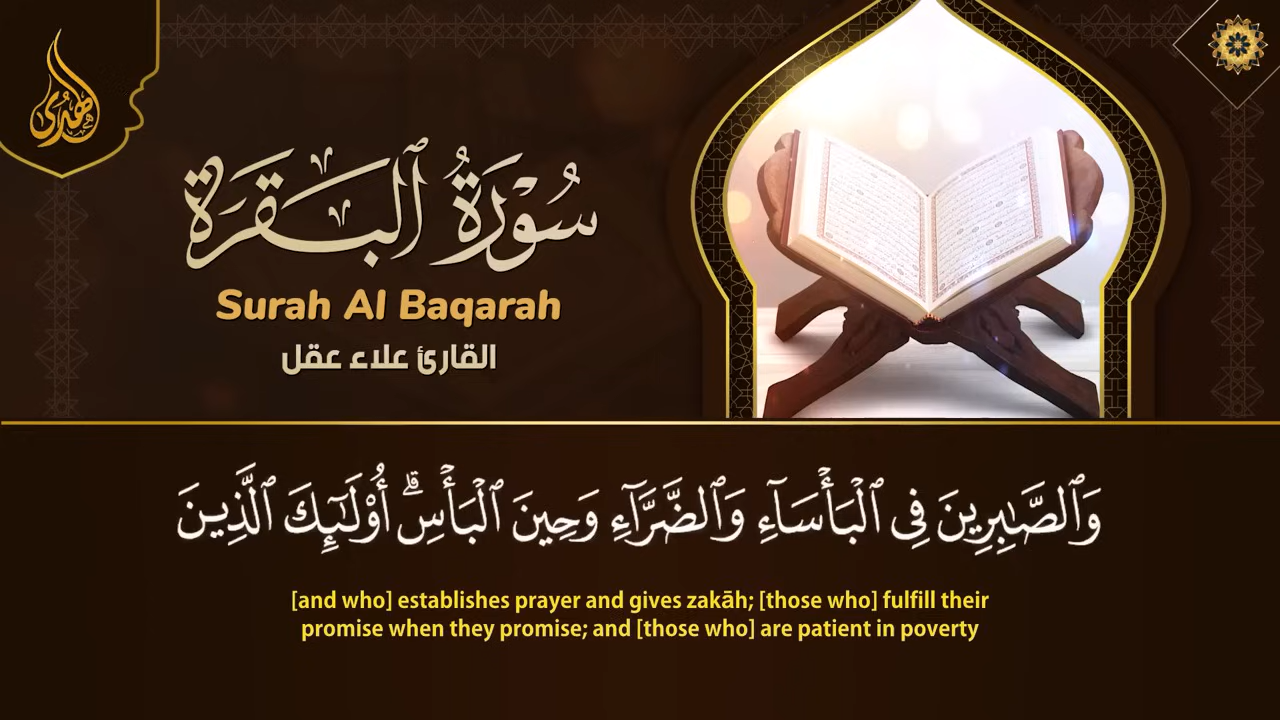 الهدى
سُورَةُ ٱلْبَقَرَة
Surah Al Baqarah
القارئ علاء عقل
وَٱلصَّـٰبِرِينَ فِى ٱلْبَأْسَآءِ وَٱلضَّرَّآءِ وَحِينَ ٱلْبَأْسِ ۗ أُو۟لَـٰٓئِكَ ٱلَّذِينَ
[and who] establishes prayer and gives zakāh; [those who] fulfill their
promise when they promise; and [those who] are patient in poverty